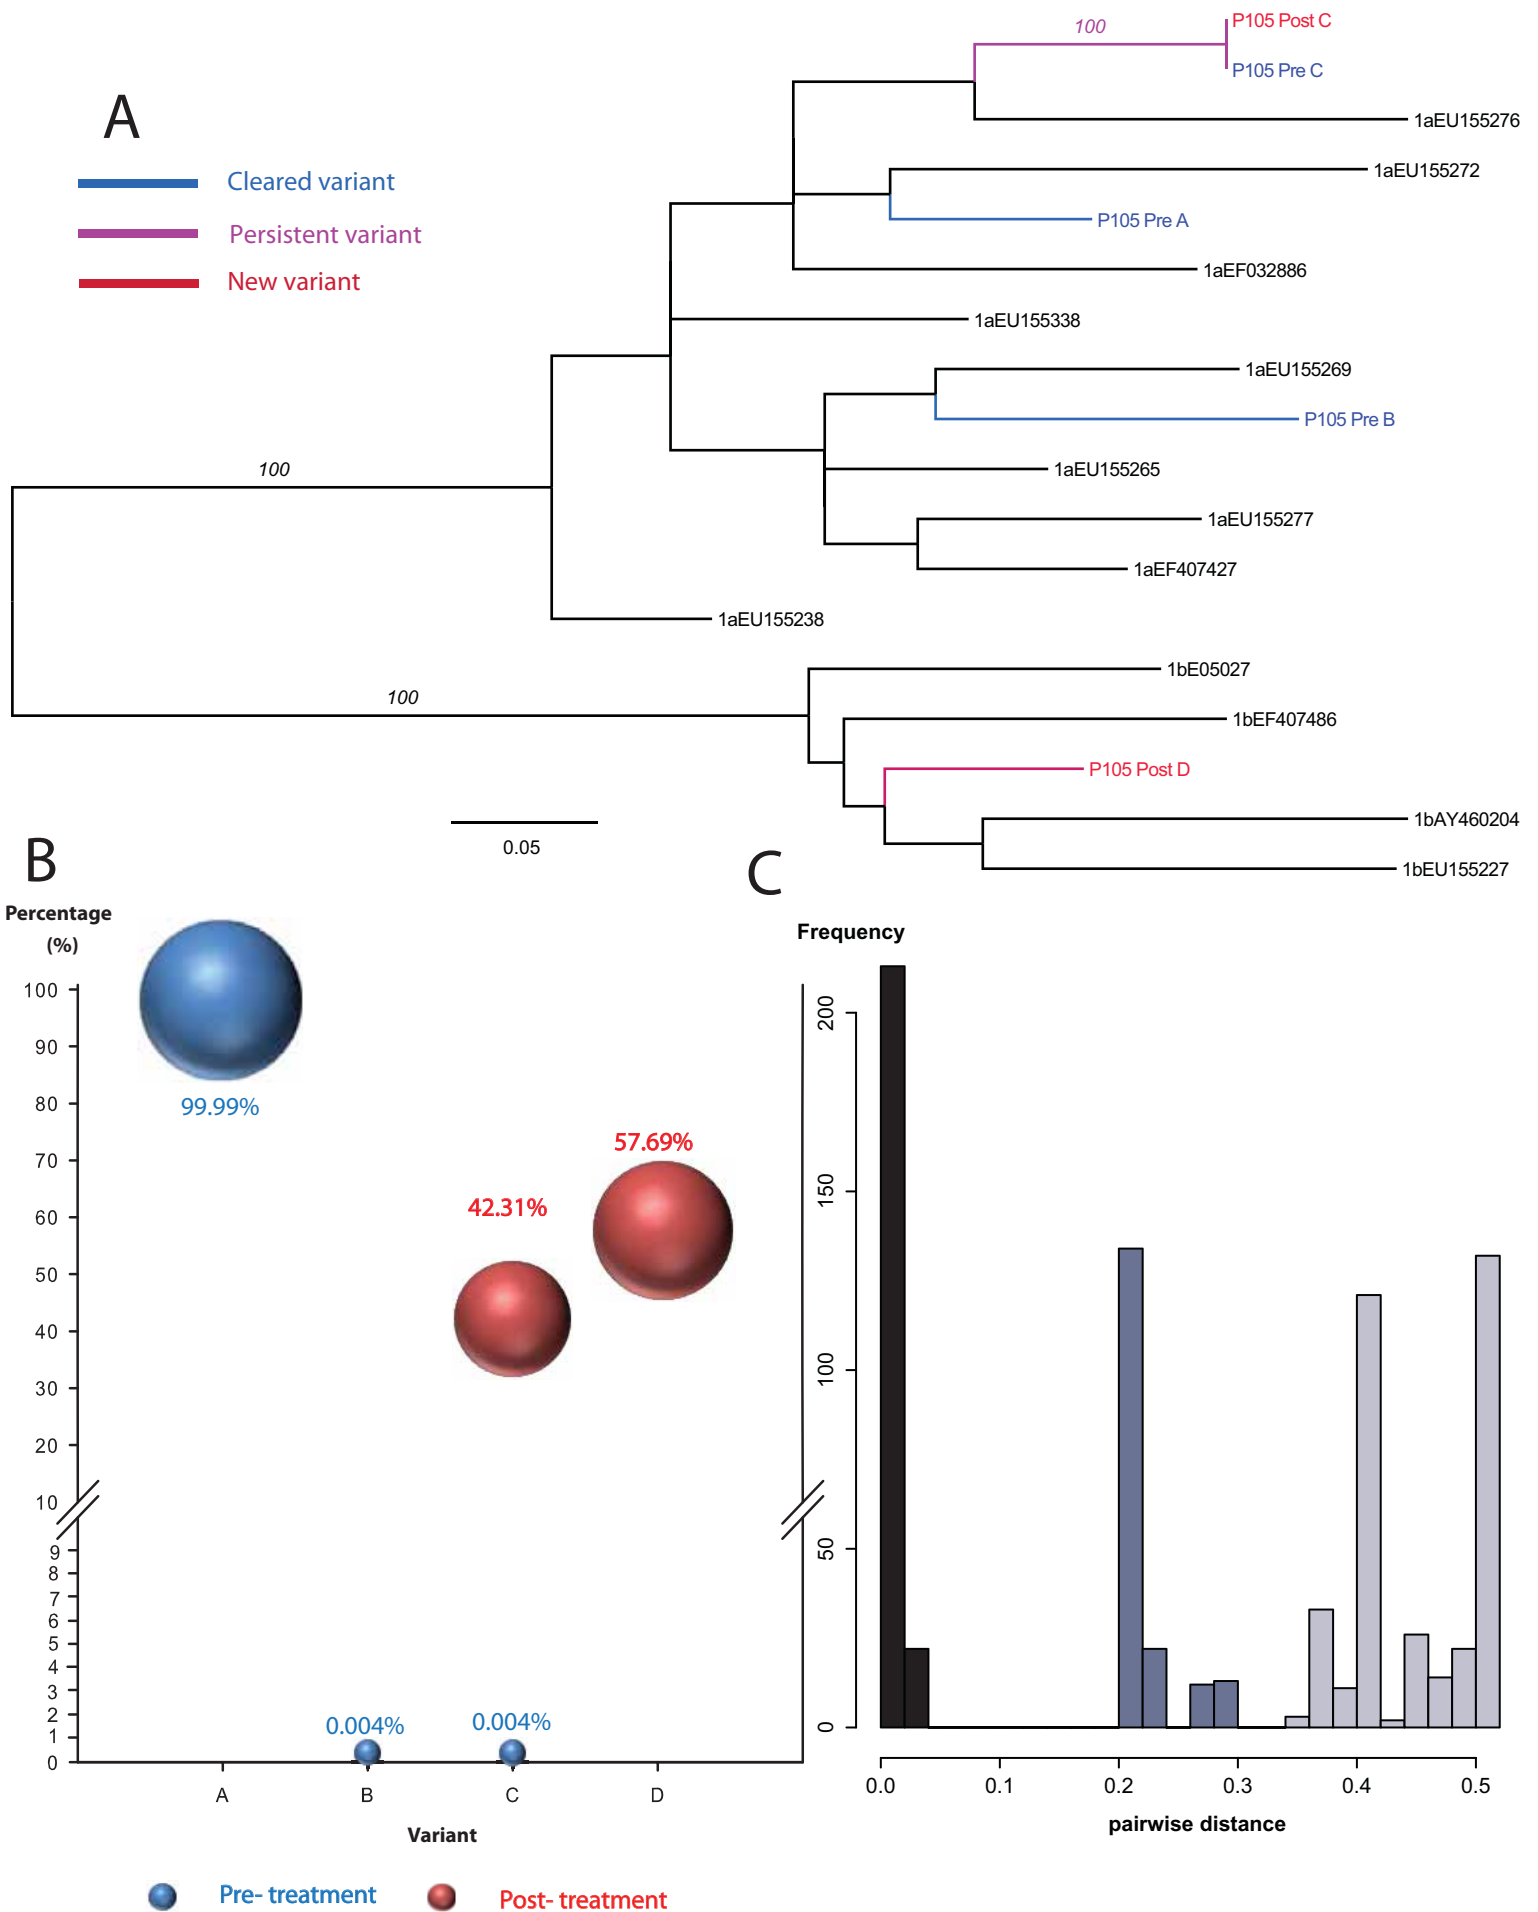 A
Cleared variant
Persistent variant
New variant
100
P105 Post C
P105 Pre C
1aEU155276
1aEU155272
P105 Pre A
1aEF032886
1aEU155338
1aEU155269
P105 Pre B
1aEU155265
1aEU155277
1aEF407427
100
1aEU155238
1bE05027
100
1bEF407486
P105 Post D
1bAY460204
1bEU155227
0.05
B
Percentage
(%)
100
90
80
70
60
50
40
30
20
10
9
8
7
6
5
4
3
2
1
0
99.99%
57.69%
42.31%
0.004%
0.004%
A
B
C
D
Variant
Pre- treatment
Post- treatment
C
Frequency
200
150
100
50
0
0.0
0.1
0.2
0.3
0.4
0.5
pairwise distance